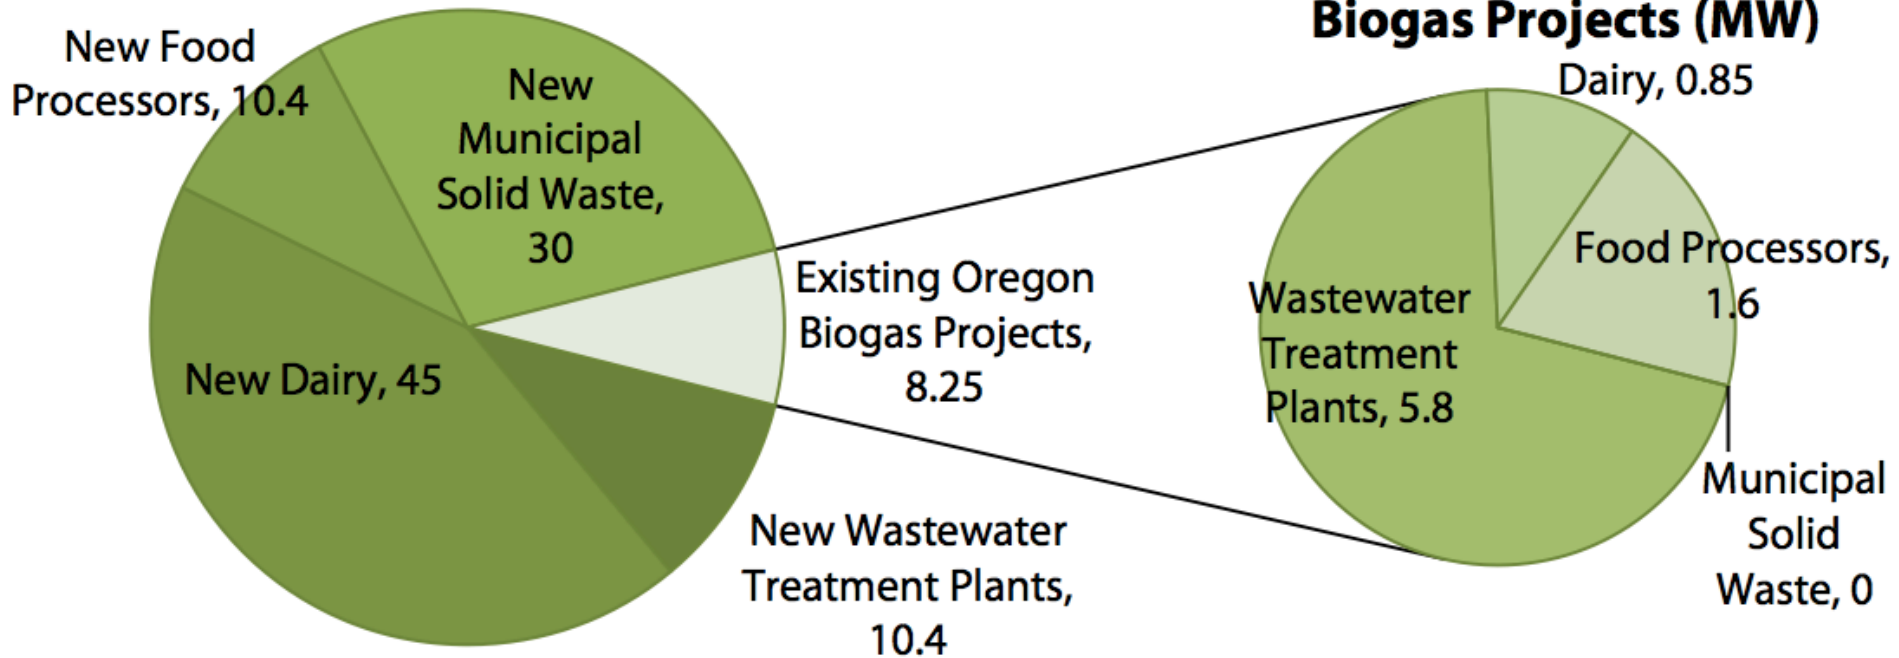 New Food
Processors, 10.4
New
Municipal
Solid Waste,
30
New Dairy, 45
Existing Oregon
Biogas Projects,
8.25
New Wastewater
Treatment Plants,
10.4
Biogas Projects (MW)
Dairy, 0.85
Food Processors,
1.6
Wastewater
Treatment
Plants, 5.8
Municipal
Solid
Waste, 0